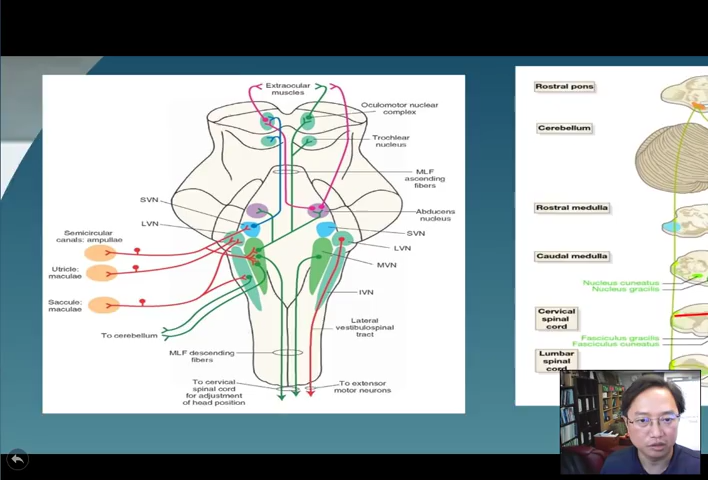 Extraocular
muscles
Oculomotor nuclear
complex
Trochlear
nucleus
MLF
ascending
fibers
SVN
LVN
Abducens
nucleus
SVN
LVN
MVN
IVN
Semicircular
canals: ampullae
Utricle:
maculae
Saccule:
maculae
To cerebellum
Lateral
vestibulospinal
tract
MLF descending
fibers
To cervical
spinal cord
for adjustment
of head position
To extensor
motor neurons
Rostral pons
Cerebellum
Rostral medulla
Caudal medulla
Nucleus cuneatus
Nucleus gracilis
Cervical
spinal
cord
Fasciculus gracilis
Fasciculus cuneatus
Lumbar
spinal
cord